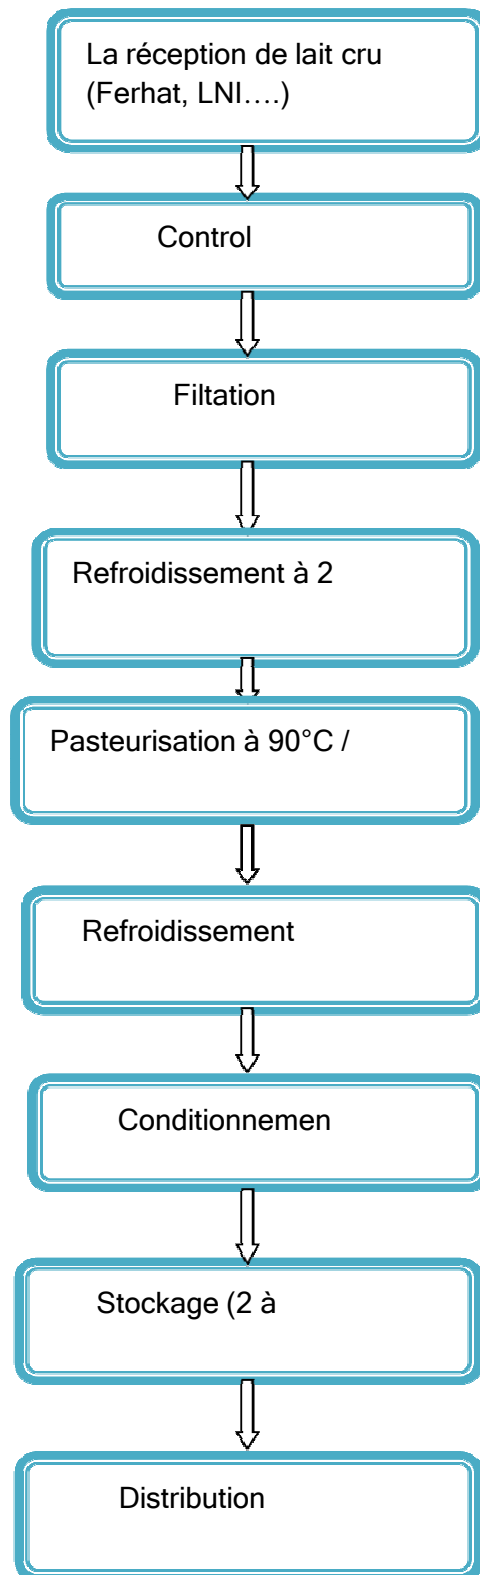 La réception de lait cru
(Ferhat, LNI….)
Control
Filtation
Refroidissement à 2
Pasteurisation à 90°C /
Refroidissement
Conditionnemen
Stockage (2 à
Distribution